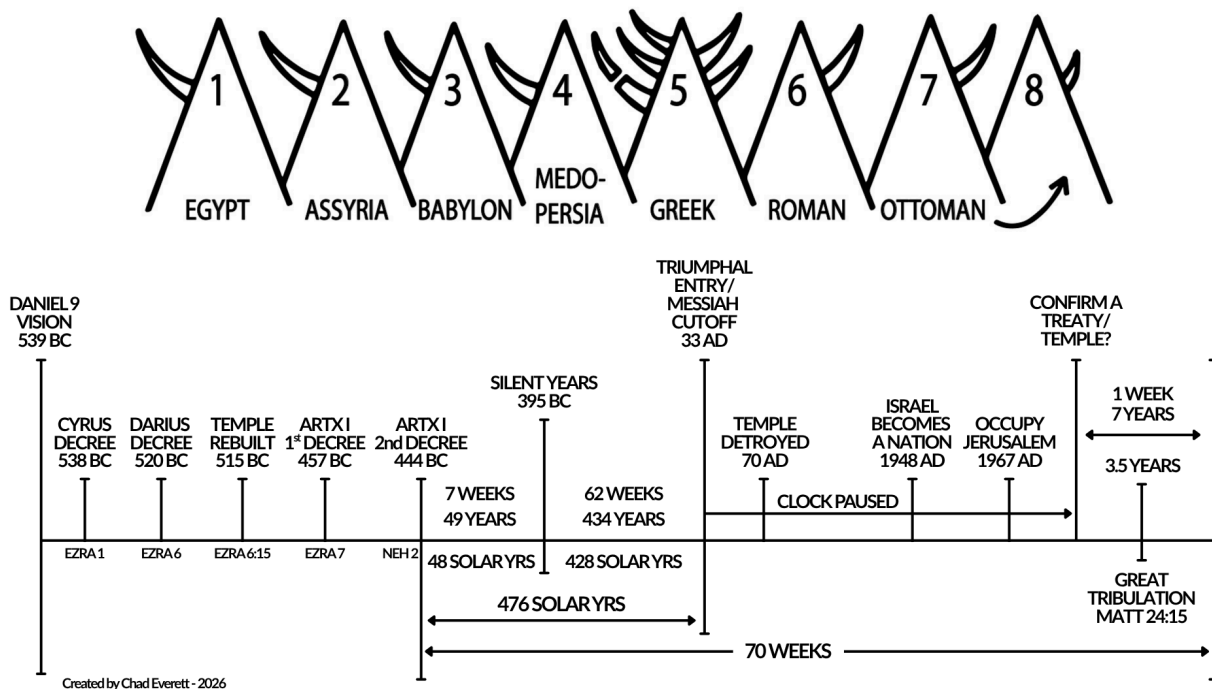 1
2
3
4
5
6
7
8
EGYPT
ASSYRIA
BABYLON
MEDO-
PERSIA
GREEK
ROMAN
OTTOMAN
DANIEL 9
VISION
539 BC
CYRUS
DECREE
538 BC
DARIUS
DECREE
520 BC
TEMPLE
REBUILT
515 BC
ARTX I
1st DECREE
457 BC
ARTX I
2nd DECREE
444 BC
SILENT YEARS
395 BC
TRIUMPHAL
ENTRY/
MESSIAH
CUTOFF
33 AD
TEMPLE
DETROYED
70 AD
ISRAEL
BECOMES
A NATION
1948 AD
OCCUPY
JERUSALEM
1967 AD
CONFIRM A
TREATY/
TEMPLE?
1 WEEK
7 YEARS
3.5 YEARS
7 WEEKS
49 YEARS
62 WEEKS
434 YEARS
CLOCK PAUSED
EZRA 1
EZRA 6
EZRA 6:15
EZRA 7
NEH 2
48 SOLAR YRS
428 SOLAR YRS
476 SOLAR YRS
GREAT
TRIBULATION
MATT 24:15
70 WEEKS
Created by Chad Everett - 2026